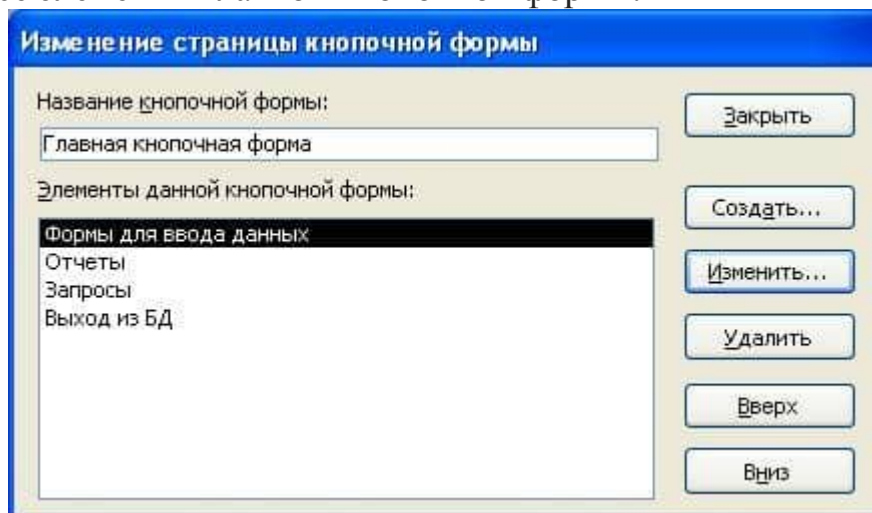 Изменение страницы кнопочной формы
Название кнопочной формы:
Закрыть
Главная кнопочная форма
Элементы данной кнопочной формы:
Создать...
Формы для ввода данных
Отчеты
Изменить...
Запросы
Выход из БД
Удалить
Вверх
Вниз